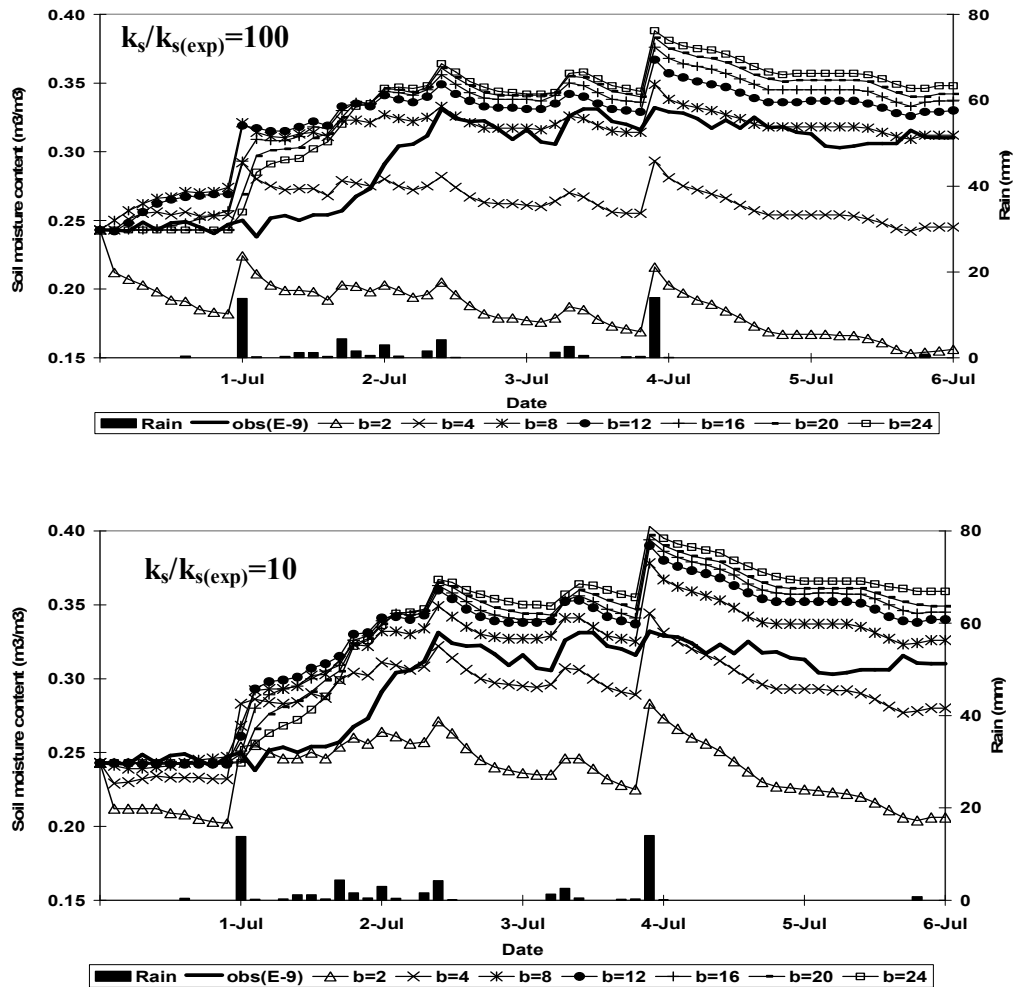 kₛ/kₛ(exp)=100
Soil moisture content (m3/m3)
0.40
0.35
0.30
0.25
0.20
0.15
80
60
40
20
0
Rain (mm)
1-Jul 2-Jul 3-Jul 4-Jul 5-Jul 6-Jul
Date
Rain obs(E-9) b=2 b=4 b=8 b=12 b=16 b=20 b=24
kₛ/kₛ(exp)=10
Soil moisture content (m3/m3)
0.40
0.35
0.30
0.25
0.20
0.15
80
60
40
20
0
Rain (mm)
1-Jul 2-Jul 3-Jul 4-Jul 5-Jul 6-Jul
Date
Rain obs(E-9) b=2 b=4 b=8 b=12 b=16 b=20 b=24